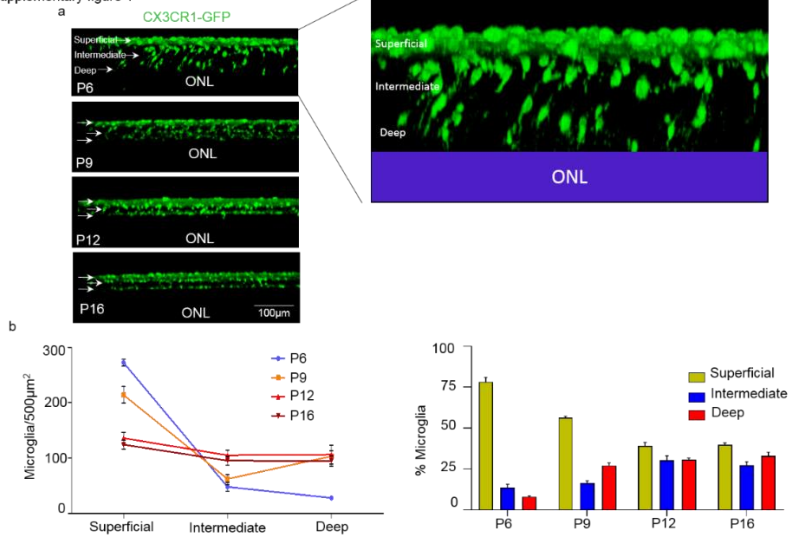 a
CX3CR1-GFP
Superficial
Intermediate
Deep
P6
ONL
P9
ONL
P12
ONL
P16
ONL
100µm
Superficial
Intermediate
Deep
ONL
b
Microglia/500µm²
300
200
100
0
Superficial Intermediate Deep
P6
P9
P12
P16
% Microglia
100
75
50
25
0
P6 P9 P12 P16
Superficial
Intermediate
Deep